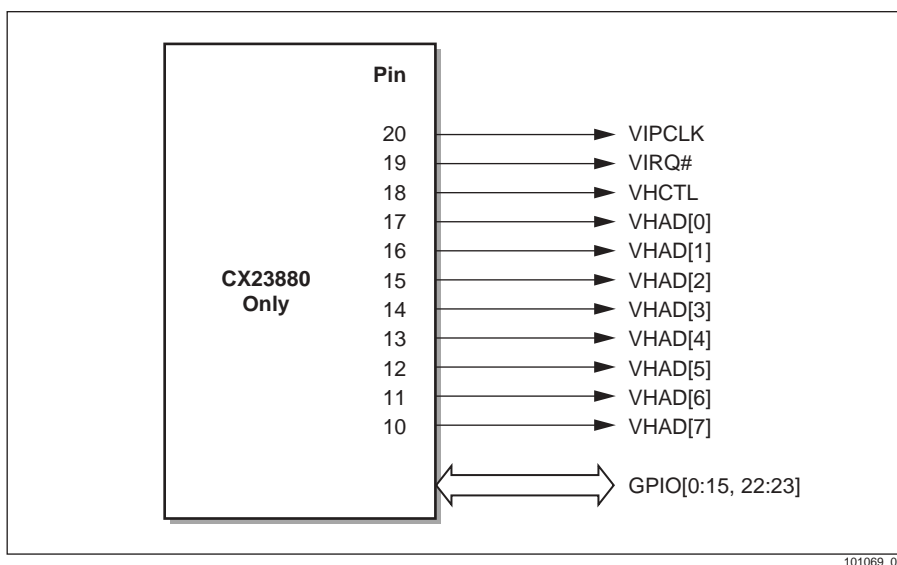 Pin
20 VIPCLK
19 VIRQ#
18 VHCTL
17 VHAD[0]
16 VHAD[1]
CX23880
Only
15 VHAD[2]
14 VHAD[3]
13 VHAD[4]
12 VHAD[5]
11 VHAD[6]
10 VHAD[7]
GPIO[0:15, 22:23]